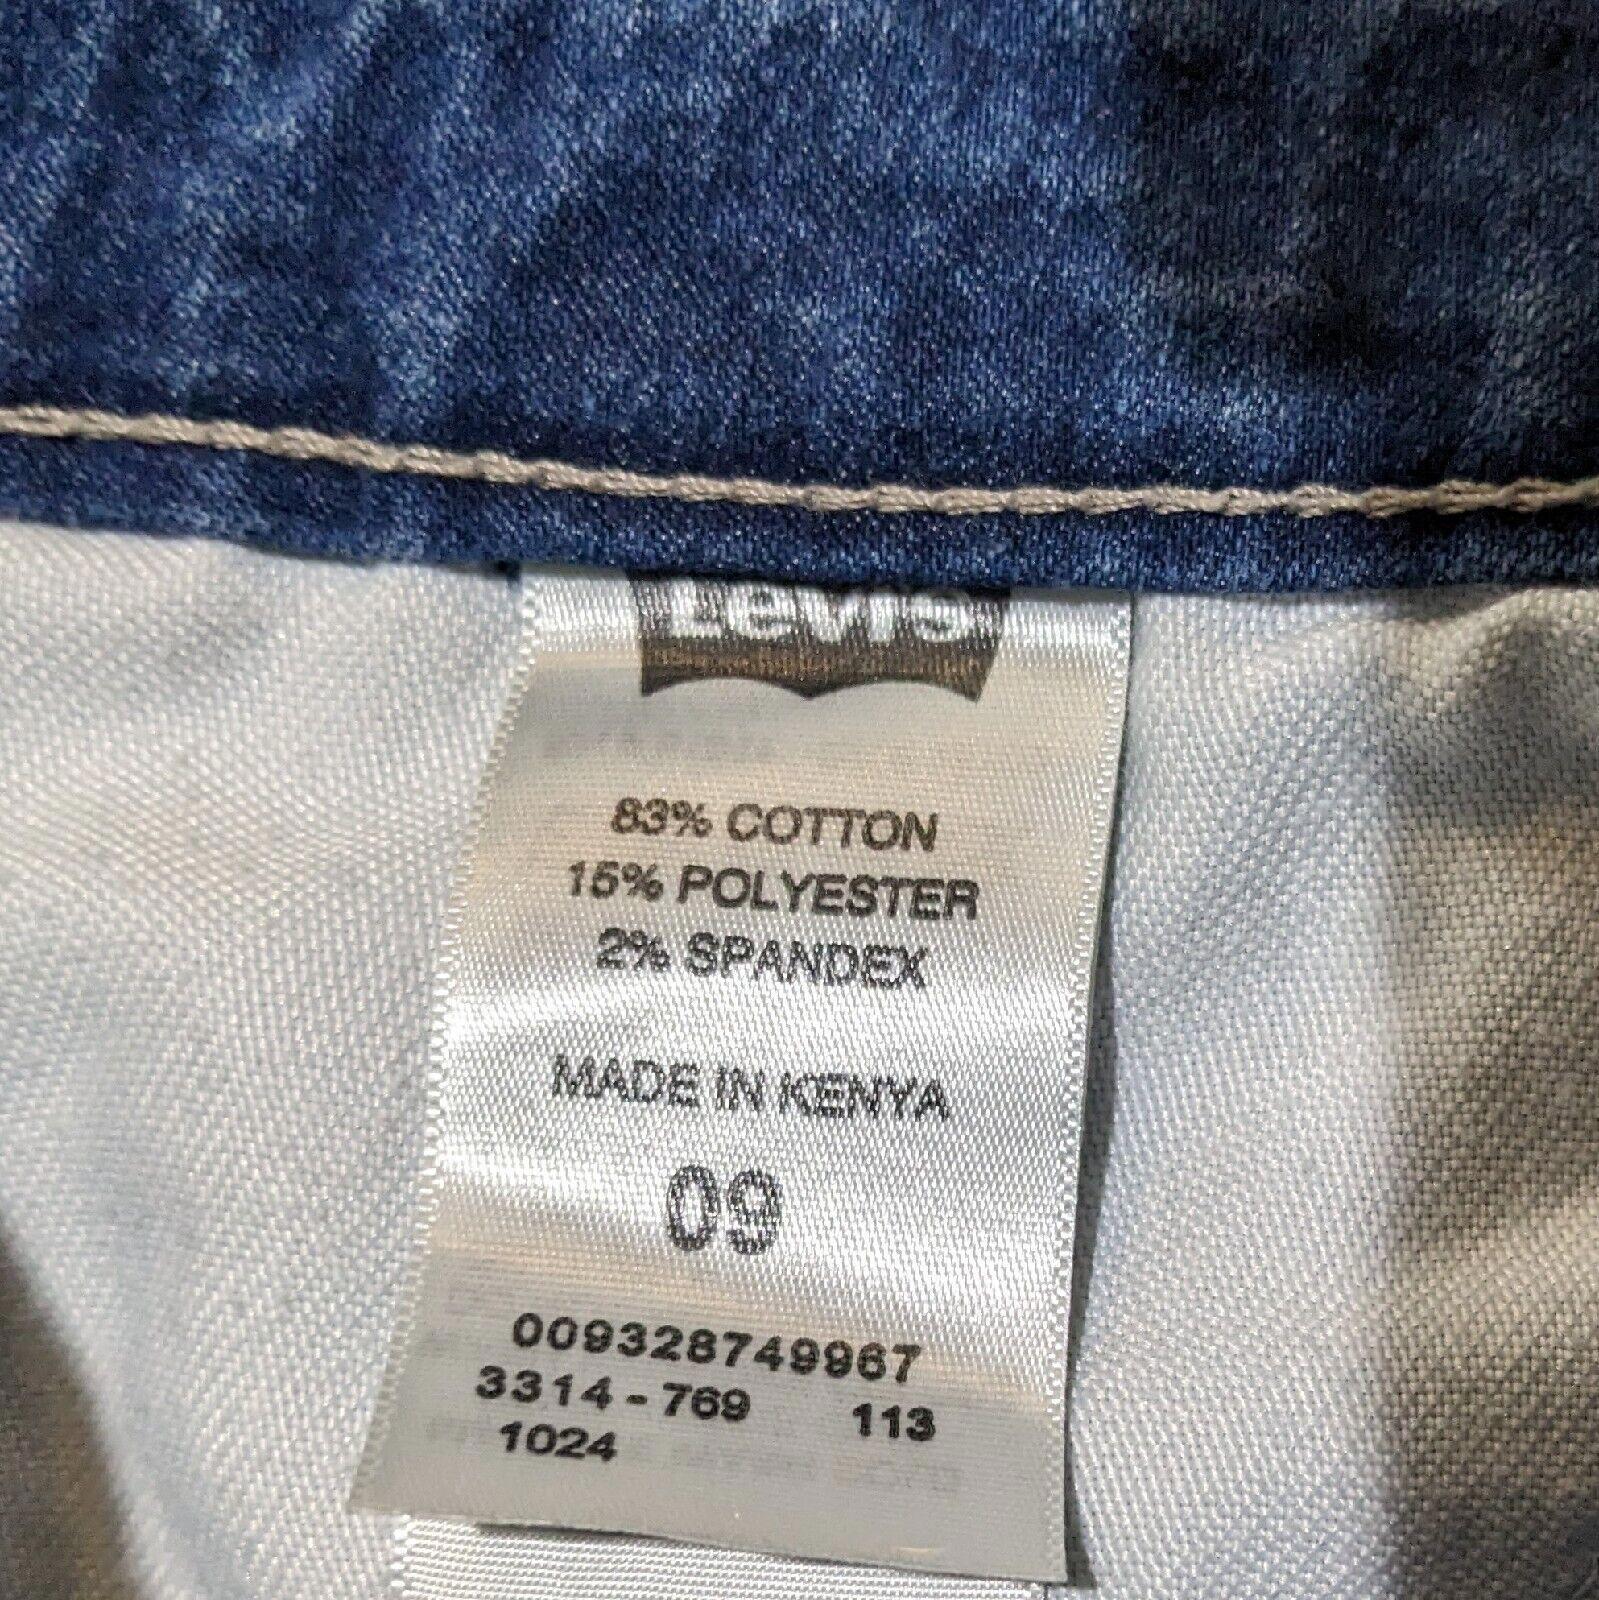 Levi's
83% COTTON
15% POLYESTER
2% SPANDEX
MADE IN KENYA
09
009328749967
3314 - 769 113
1024